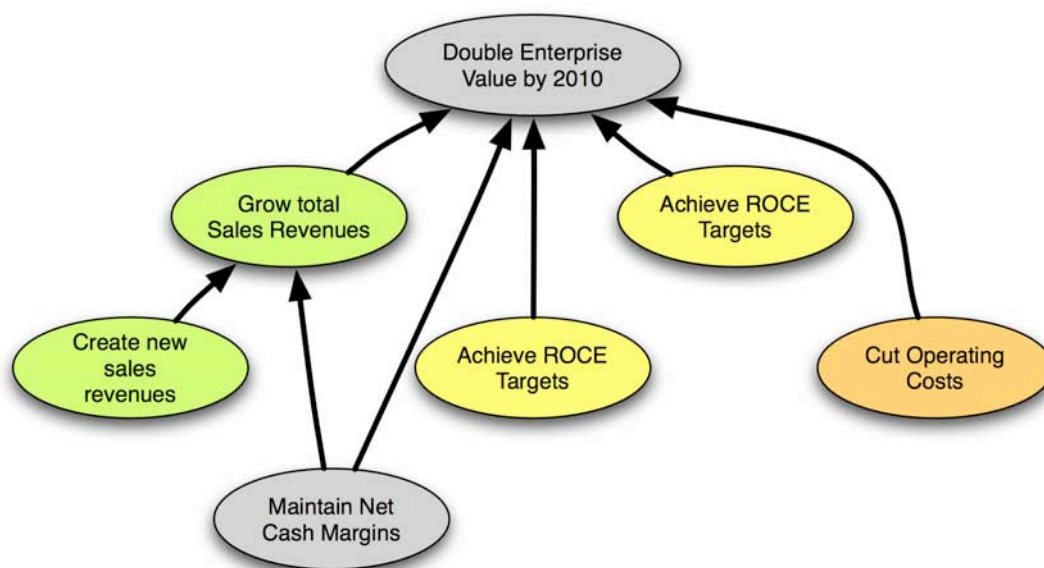 Double Enterprise
Value by 2010
Grow total
Sales Revenues
Achieve ROCE
Targets
Create new
sales
revenues
Achieve ROCE
Targets
Cut Operating
Costs
Maintain Net
Cash Margins